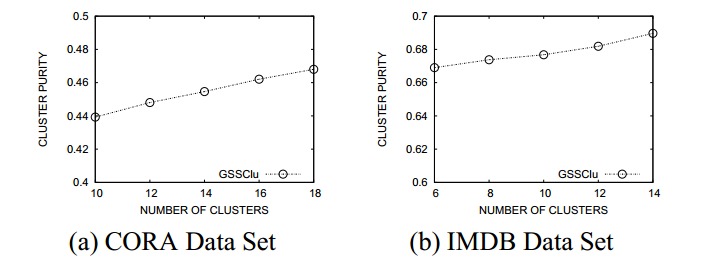 0.5
0.48
0.46
0.44
0.42
0.4
CLUSTER PURITY
GSSClu
10 12 14 16 18
NUMBER OF CLUSTERS
(a) CORA Data Set
0.7
0.68
0.66
0.64
0.62
0.6
CLUSTER PURITY
GSSClu
6 8 10 12 14
NUMBER OF CLUSTERS
(b) IMDB Data Set